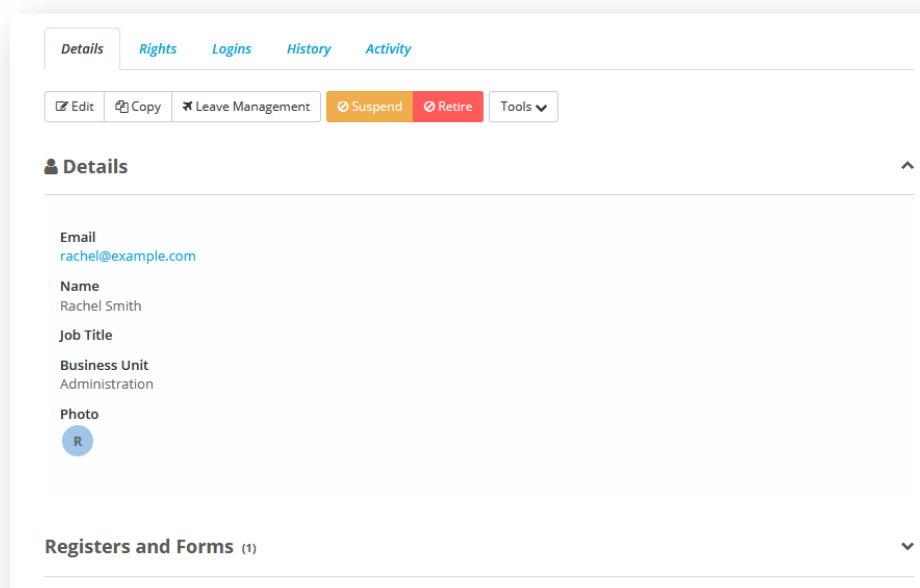 Details Rights Logins History Activity
Edit Copy Leave Management Suspend Retire Tools
Details
Email
rachel@example.com
Name
Rachel Smith
Job Title
Business Unit
Administration
Photo
R
Registers and Forms (1)